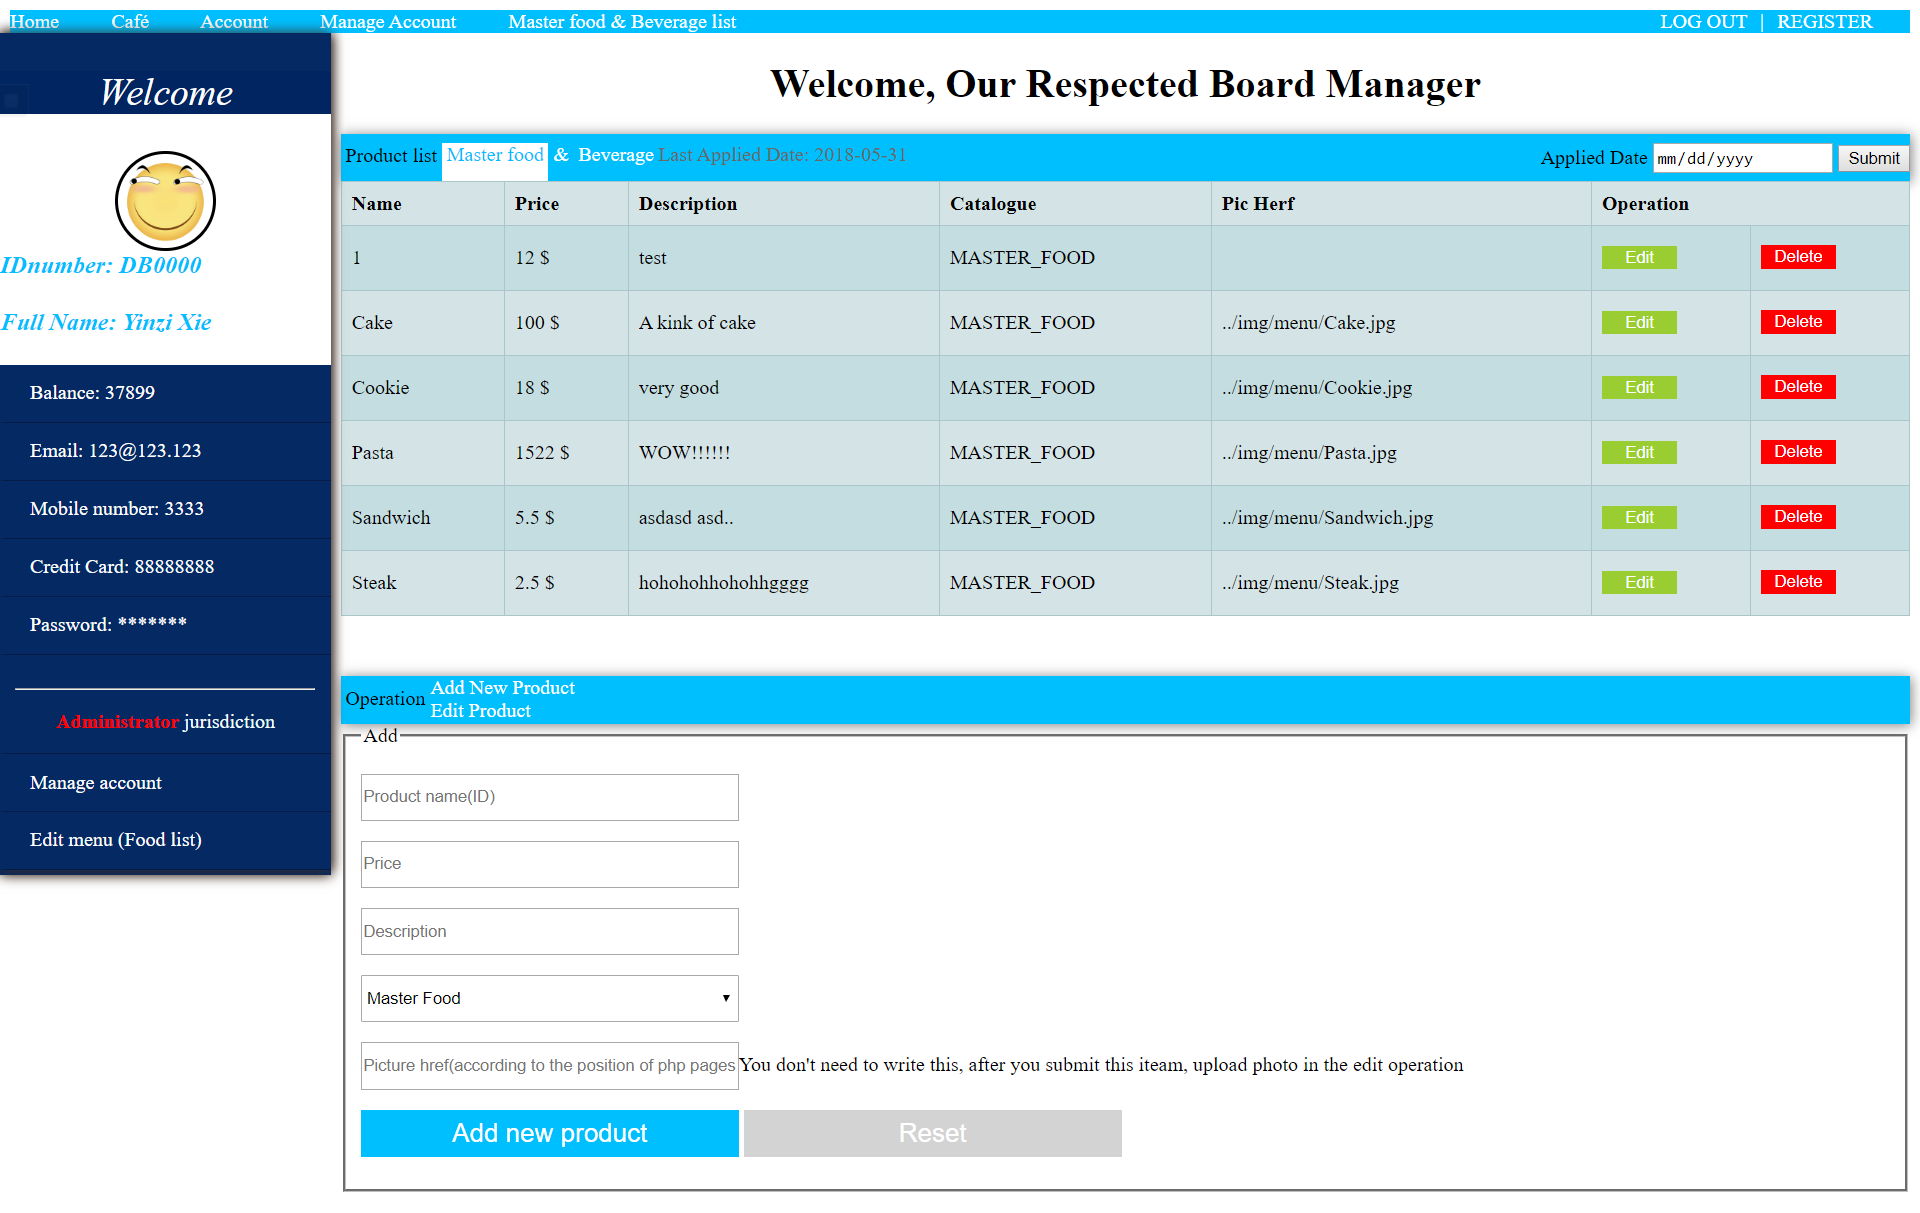 Home Café Account Manage Account Master food & Beverage list LOG OUT | REGISTER
Welcome
IDnumber: DB0000
Full Name: Yinzi Xie
Balance: 37899
Email: 123@123.123
Mobile number: 3333
Credit Card: 88888888
Password: *******
Administrator jurisdiction
Manage account
Edit menu (Food list)
Welcome, Our Respected Board Manager
Product list Master food & Beverage Last Applied Date: 2018-05-31 Applied Date mm/dd/yyyy Submit
Name Price Description Catalogue Pic Herf Operation
1 12 $ test MASTER_FOOD Edit Delete
Cake 100 $ A kink of cake MASTER_FOOD ../img/menu/Cake.jpg Edit Delete
Cookie 18 $ very good MASTER_FOOD ../img/menu/Cookie.jpg Edit Delete
Pasta 1522 $ WOW!!!!!! MASTER_FOOD ../img/menu/Pasta.jpg Edit Delete
Sandwich 5.5 $ asdasd asd.. MASTER_FOOD ../img/menu/Sandwich.jpg Edit Delete
Steak 2.5 $ hohohohhohohhgggg MASTER_FOOD ../img/menu/Steak.jpg Edit Delete
Operation Add New Product
Edit Product
Add
Product name(ID)
Price
Description
Master Food
Picture href(according to the position of php pages You don't need to write this, after you submit this iteam, upload photo in the edit operation
Add new product Reset